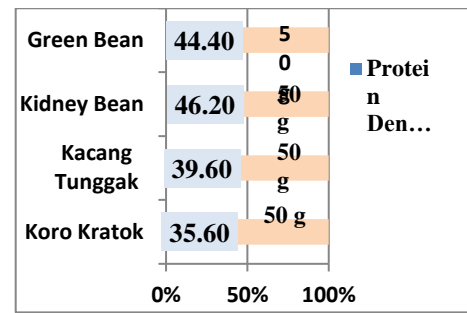 Green Bean
44.40
5
0
g
Kidney Bean
46.20
50
g
Kacang
Tunggak
39.60
50
g
Koro Kratok
35.60
50 g
0%
50%
100%
Protei
n
Den…